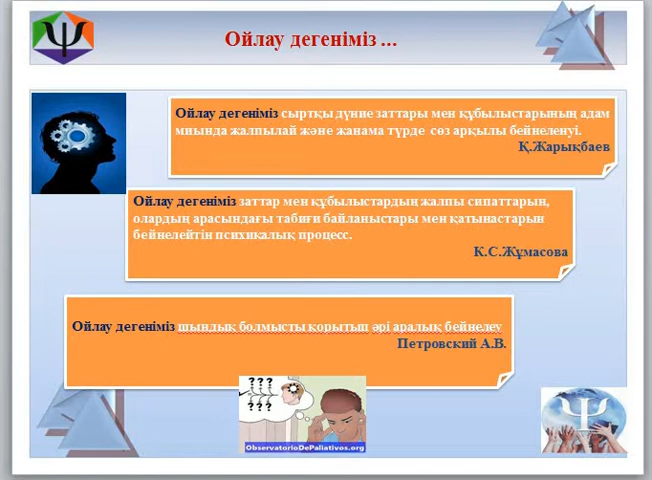 Ойлау дегеніміз ...
Ойлау дегеніміз сыртқы дүние заттары мен құбылыстарының адам
миында жалпылай және жанама түрде сөз арқылы бейнеленуі.
Қ.Жарықбаев
Ойлау дегеніміз заттар мен құбылыстардың жалпы сипаттарын,
олардың арасындағы табиғи байланыстары мен қатынастарын
бейнелейтін психикалық процесс.
К.С.Жұмасова
Ойлау дегеніміз шындық болмысты қорытып әрі аралық бейнелеу
Петровский А.В.
???
???
ObservatorioDePaliativos.org